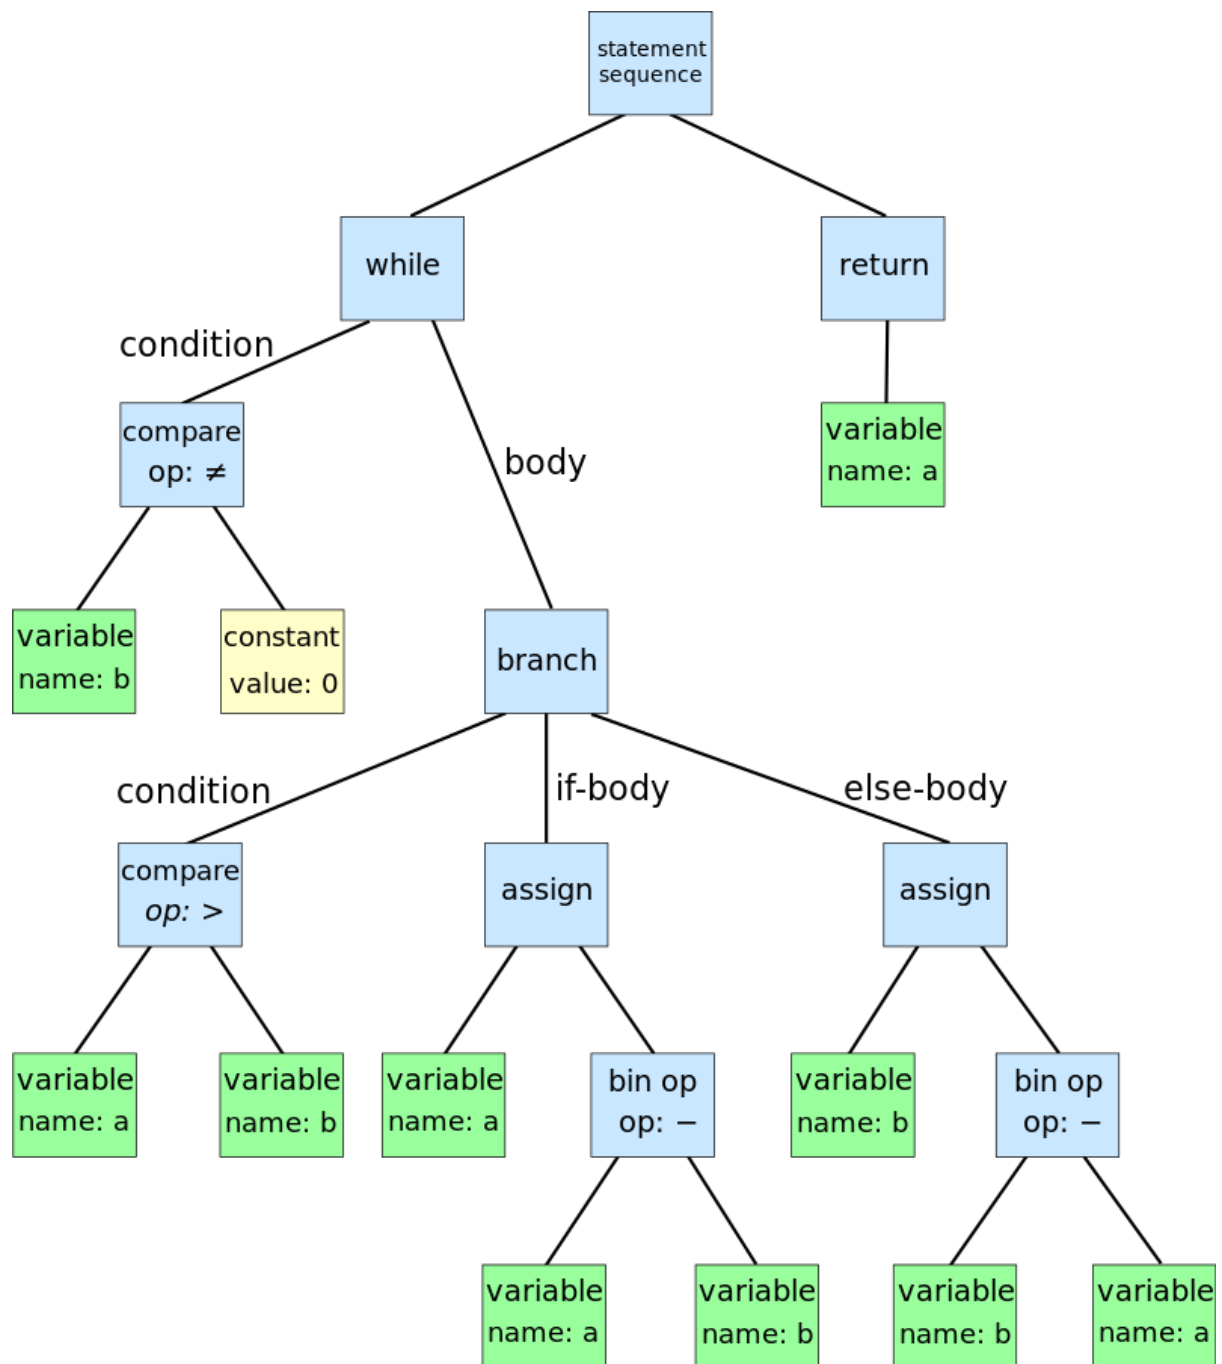 statement
sequence
while
return
condition
body
compare
op: ≠
variable
name: a
variable
name: b
constant
value: 0
branch
condition
if-body
else-body
compare
op: >
assign
assign
variable
name: a
variable
name: b
variable
name: a
bin op
op: −
variable
name: b
bin op
op: −
variable
name: a
variable
name: b
variable
name: b
variable
name: a